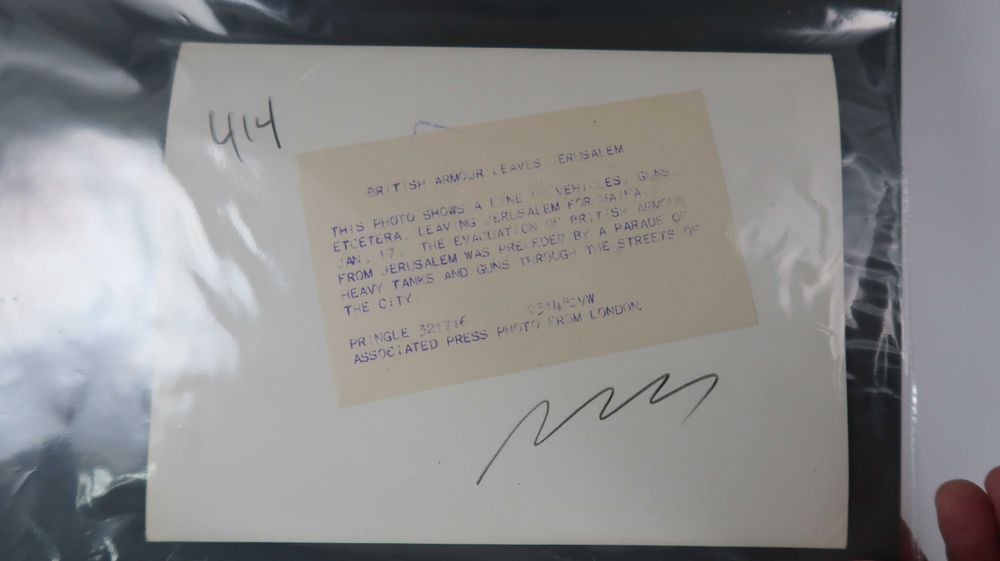 414
BRITISH ARMOUR LEAVES ERUSALEM
THIS PHOTO SHOWS A LINE OF VEHICLES, GUNS,
ETCETERA, LEAVING JERUSALEM FOR HAIFA,
JAN. 17. THE EVACUATION OF BRITISH ARMOUR
FROM JERUSALEM WAS PRECEDED BY A PARADE OF
HEAVY TANKS AND GUNS THROUGH THE STREETS OF
THE CITY.
PRINGLE
ASSOCIATED PRESS PHOTO FROM LONDON.